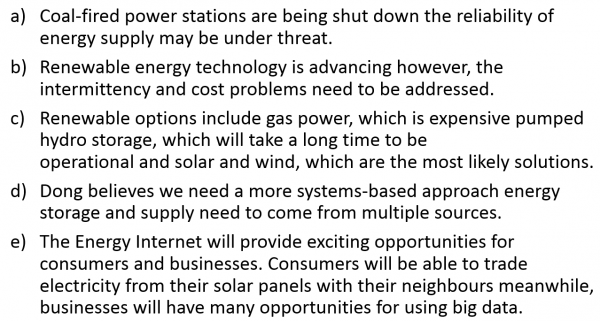 a) Coal-fired power stations are being shut down the reliability of
energy supply may be under threat.
b) Renewable energy technology is advancing however, the
intermittency and cost problems need to be addressed.
c) Renewable options include gas power, which is expensive pumped
hydro storage, which will take a long time to be
operational and solar and wind, which are the most likely solutions.
d) Dong believes we need a more systems-based approach energy
storage and supply need to come from multiple sources.
e) The Energy Internet will provide exciting opportunities for
consumers and businesses. Consumers will be able to trade
electricity from their solar panels with their neighbours meanwhile,
businesses will have many opportunities for using big data.